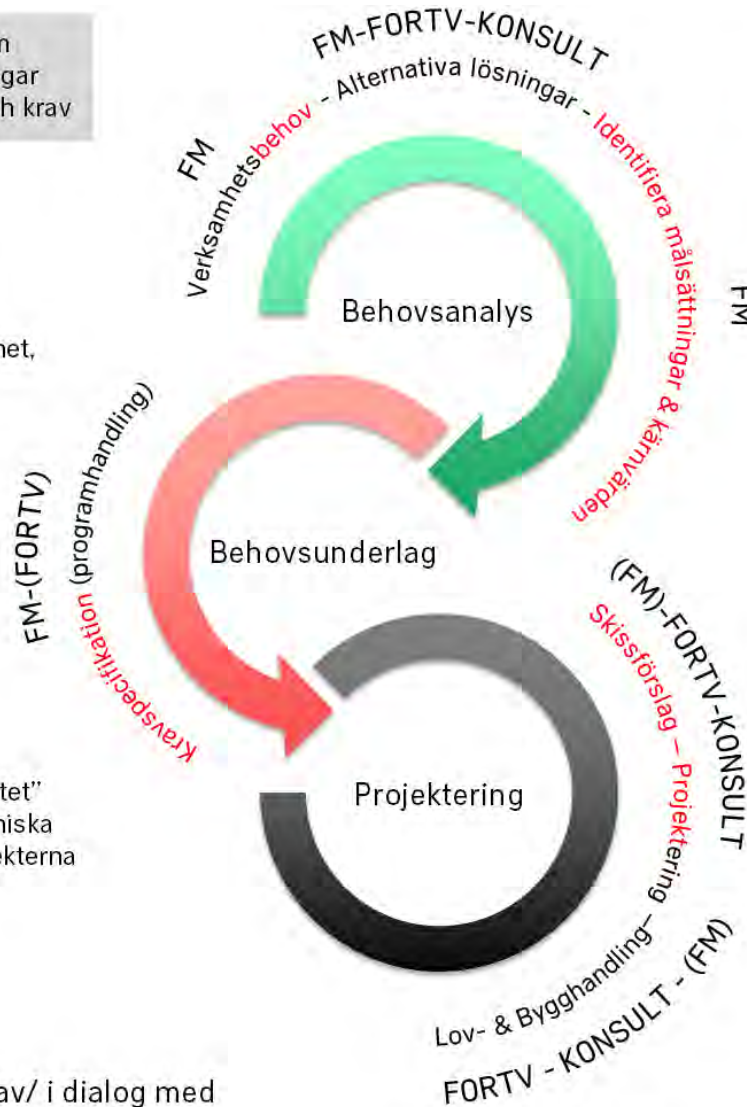 n
gar
h krav
FM-FORTV-KONSULT
FM
Verksamhetsbehov - Alternativa lösningar - Identifiera målsättningar & kärnvärden
FM
Behovsanalys
het,
FM-(FORTV)
Kravspecifikation (programhandling)
Behovsunderlag
(FM)-FORTV-KONSULT
Skissförslag – Projektering – Lov- & Bygghandling
Projektering
FORTV - KONSULT - (FM)
tet”
niska
ekterna
av/ i dialog med